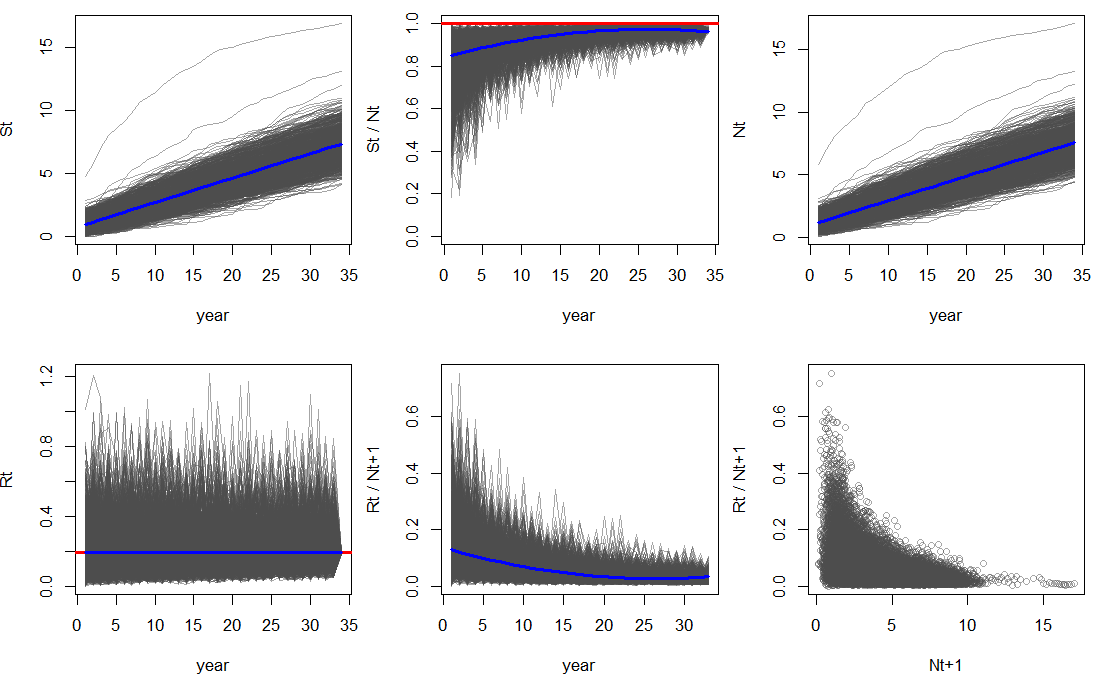 St
0 5 10 15
0 5 10 15 20 25 30 35
year
St / Nt
0.0 0.2 0.4 0.6 0.8 1.0
0 5 10 15 20 25 30 35
year
Nt
0 5 10 15
0 5 10 15 20 25 30 35
year
Rt
0.0 0.4 0.8 1.2
0 5 10 15 20 25 30 35
year
Rt / Nt+1
0.0 0.2 0.4 0.6
0 5 10 15 20 25 30
year
Rt / Nt+1
0.0 0.2 0.4 0.6
0 5 10 15
Nt+1